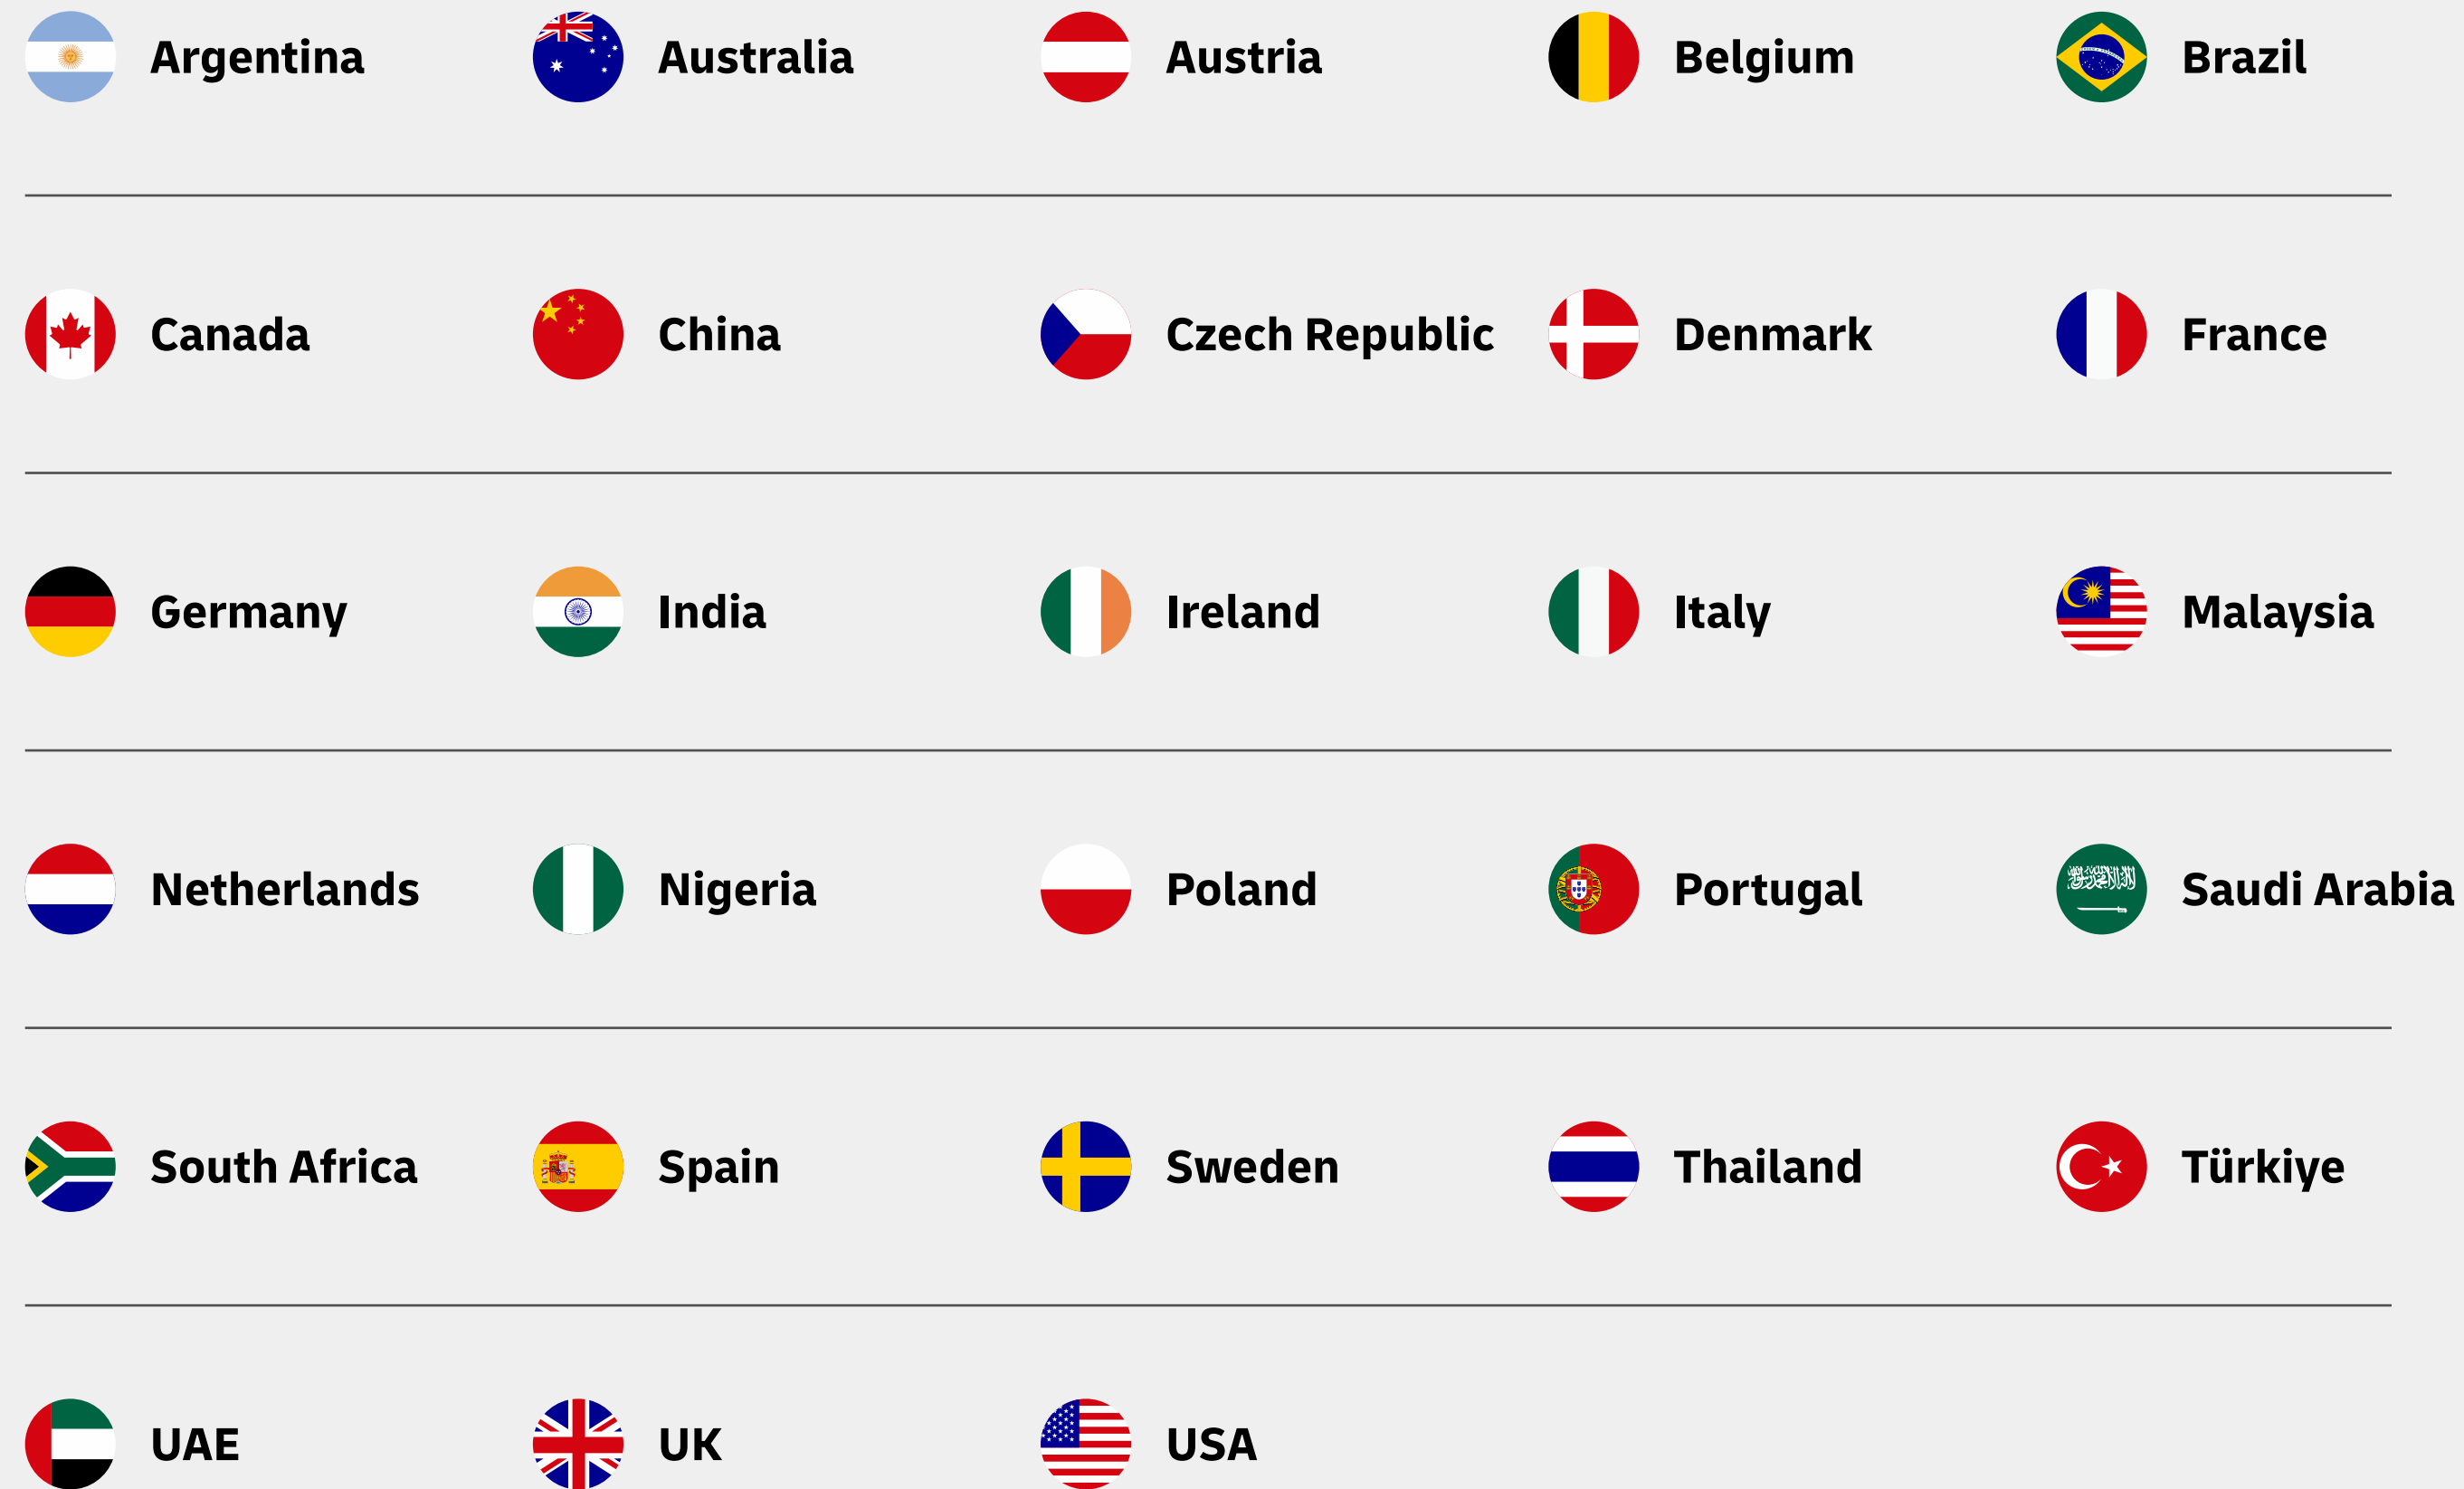 Argentina
Australia
Austria
Belgium
Brazil
Canada
China
Czech Republic
Denmark
France
Germany
India
Ireland
Italy
Malaysia
Netherlands
Nigeria
Poland
Portugal
Saudi Arabia
South Africa
Spain
Sweden
Thailand
Türkiye
UAE
UK
USA